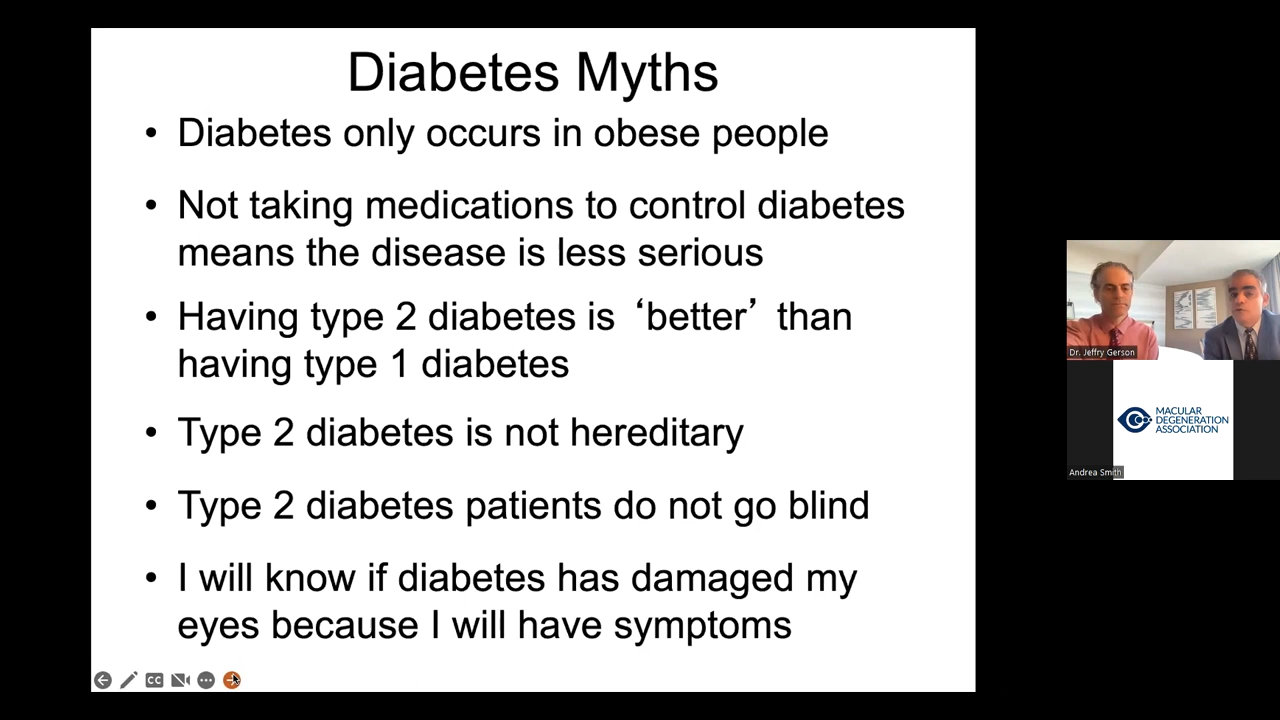 Diabetes Myths
• Diabetes only occurs in obese people
• Not taking medications to control diabetes
means the disease is less serious
• Having type 2 diabetes is ‘better’ than
having type 1 diabetes
• Type 2 diabetes is not hereditary
• Type 2 diabetes patients do not go blind
• I will know if diabetes has damaged my
eyes because I will have symptoms
CC
Dr. Jeffry Gerson
MACULAR
DEGENERATION
ASSOCIATION
Andrea Smith